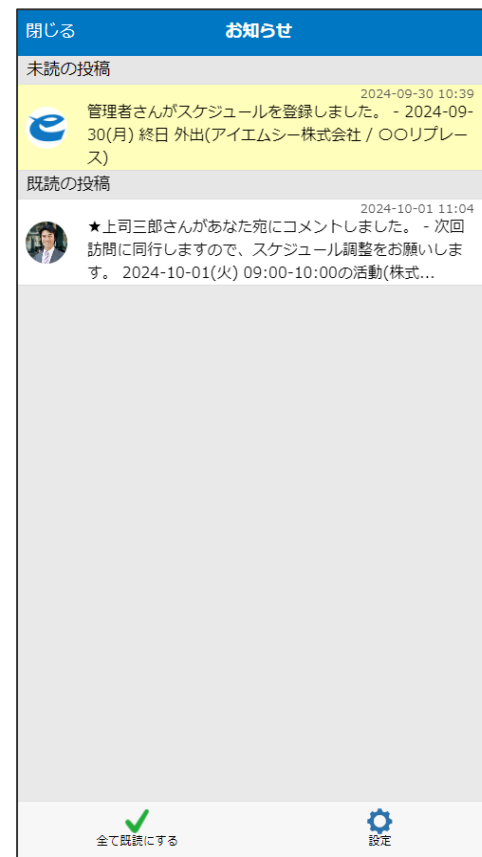 閉じる
お知らせ
未読の投稿
2024-09-30 10:39
管理者さんがスケジュールを登録しました。 - 2024-09-
30(月) 終日 外出(アイエムシー株式会社 / 〇〇リプレー
ス)
既読の投稿
2024-10-01 11:04
★上司三郎さんがあなた宛にコメントしました。 - 次回
訪問に同行しますので、スケジュール調整をお願いしま
す。 2024-10-01(火) 09:00-10:00の活動(株式...
全て既読にする
設定